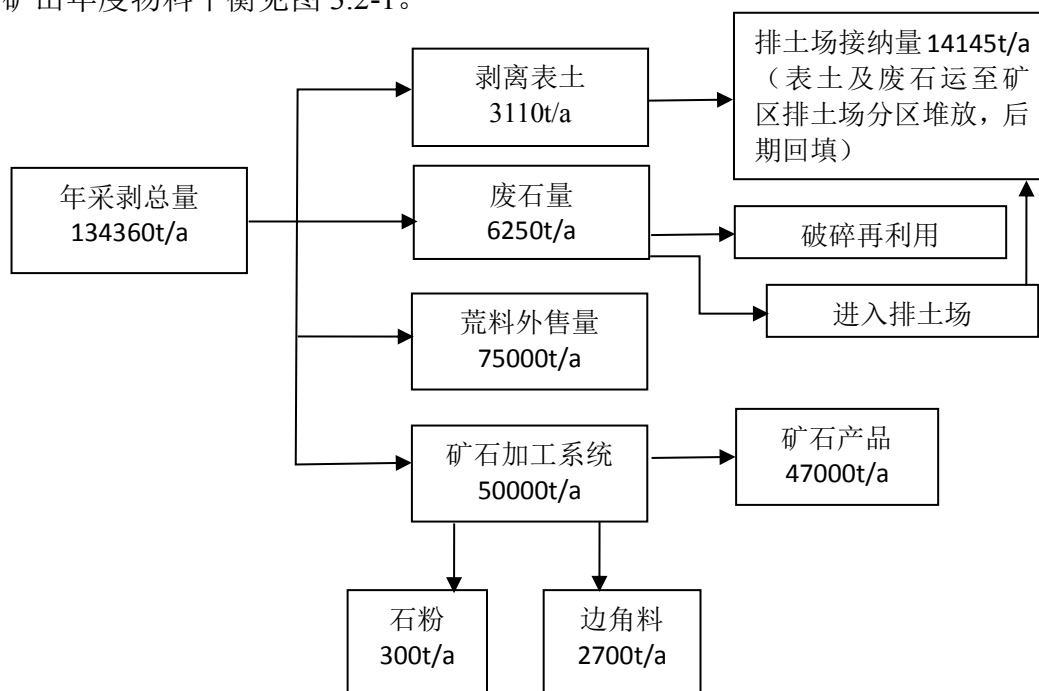 矿山年度物料平衡见图 3.2-1。
剥离表土
3110t/a
排土场接纳量14145t/a
（表土及废石运至矿
区排土场分区堆放，后
期回填）
年采剥总量
134360t/a
废石量
6250t/a
破碎再利用
进入排土场
荒料外售量
75000t/a
矿石加工系统
50000t/a
矿石产品
47000t/a
石粉
300t/a
边角料
2700t/a